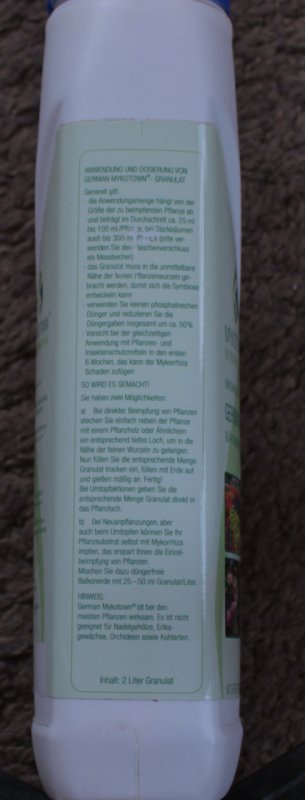 ANWENDUNG UND DOSIERUNG VON
GERMAN MYKOTOWN® - GRANULAT
Generell gilt:
- die Anwendungsmenge hängt von der
Größe der zu beimpfenden Pflanze ab
und beträgt im Durchschnitt ca. 25 ml
bis 100 ml /Pflanze, bei Starkbäumen
auch bis 300 ml /Pflanze (bitte ver-
wenden Sie den Flaschenverschluss
als Messbecher)
- das Granulat muss in die unmittelbare
Nähe der feinen Pflanzenwurzeln ge-
bracht werden, damit sich die Symbiose
entwickeln kann
- verwenden Sie keinen phosphatreichen
Dünger und reduzieren Sie die
Düngergaben insgesamt um ca. 50%
- Vorsicht bei der gleichzeitigen
Anwendung mit Pflanzen- und
Insektenschutzmitteln in den ersten
6 Wochen, das kann der Mykorrhiza
Schaden zufügen
SO WIRD ES GEMACHT!
Sie haben zwei Möglichkeiten:
a) Bei direkter Beimpfung von Pflanzen
stechen Sie einfach neben der Pflanze
mit einem Pflanzholz oder Ähnlichem
ein entsprechend tiefes Loch, um in die
Nähe der feinen Wurzeln zu gelangen.
Nun füllen Sie die entsprechende Menge
Granulat trocken ein, füllen mit Erde auf
und gießen mäßig an. Fertig!
Bei Umtopfaktionen geben Sie die
entsprechende Menge Granulat direkt in
das Pflanzloch.
b) Bei Neuanpflanzungen, aber
auch beim Umtopfen können Sie Ihr
Pflanzsubstrat selbst mit Mykorrhiza
impfen, das erspart Ihnen die Einzel-
beimpfung von Pflanzen.
Mischen Sie dazu düngerfreie
Balkonerde mit 25–50 ml Granulat/Liter.
HINWEIS:
German Mykotown® ist bei den
meisten Pflanzen wirksam. Es ist nicht
geeignet für Nadelgehölze, Erika-
gewächse, Orchideen sowie Kohlarten.
Inhalt: 2 Liter Granulat